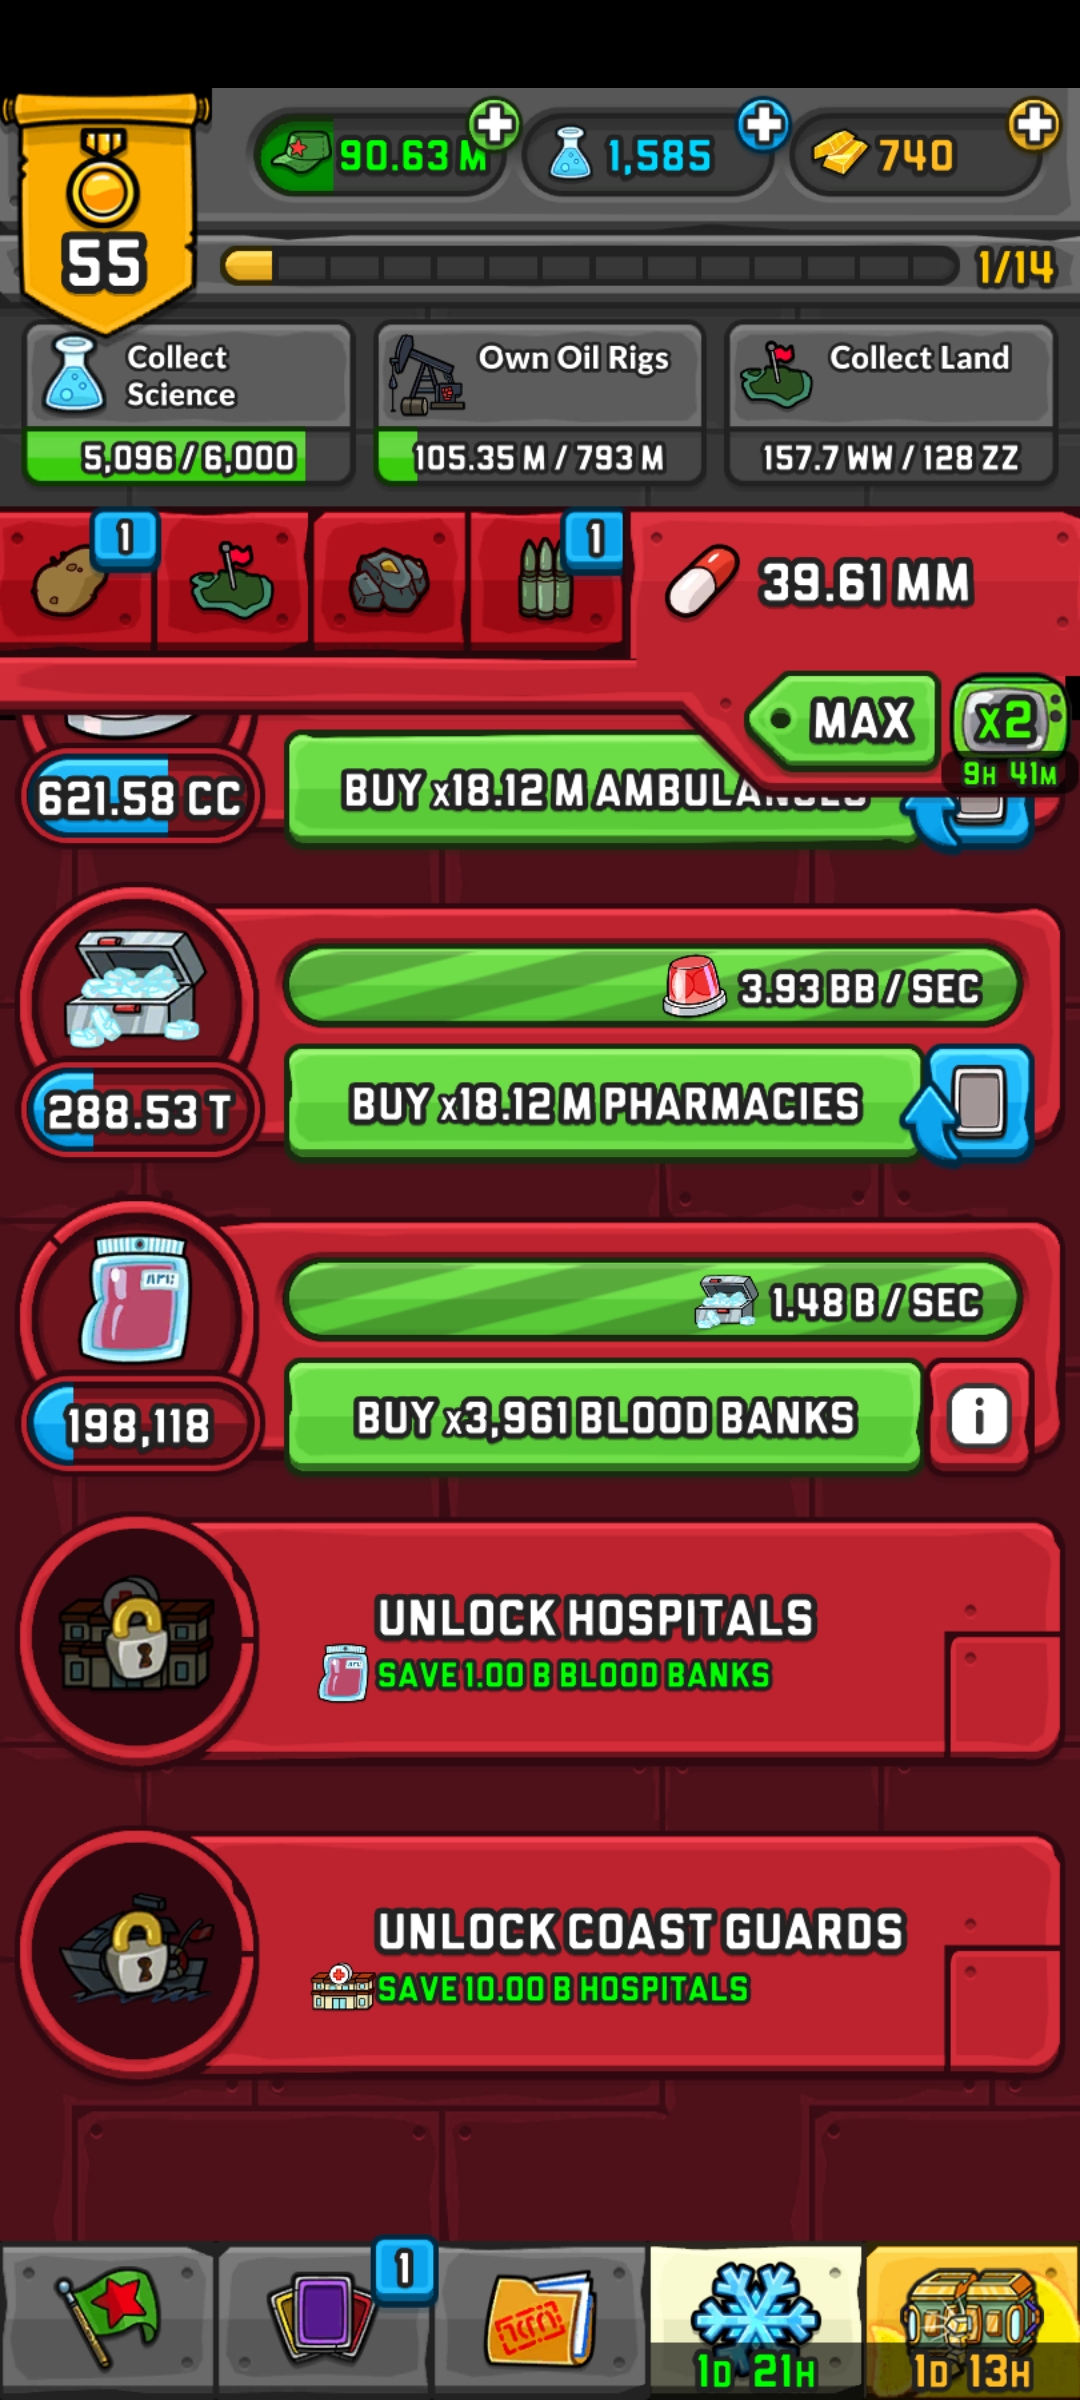 55
90.63 M
1,585
740
1/14
Collect
Science
5,096 / 6,000
Own Oil Rigs
105.35 M / 793 M
Collect Land
157.7 WW / 128 ZZ
1
1
39.61 MM
MAX
x2
9H 41M
621.58 CC
BUY x18.12 M AMBULANCES
3.93 BB / SEC
288.53 T
BUY x18.12 M PHARMACIES
1.48 B / SEC
198,118
BUY x3,961 BLOOD BANKS
i
UNLOCK HOSPITALS
SAVE 1.00 B BLOOD BANKS
UNLOCK COAST GUARDS
SAVE 10.00 B HOSPITALS
1
1D 21H
1D 13H